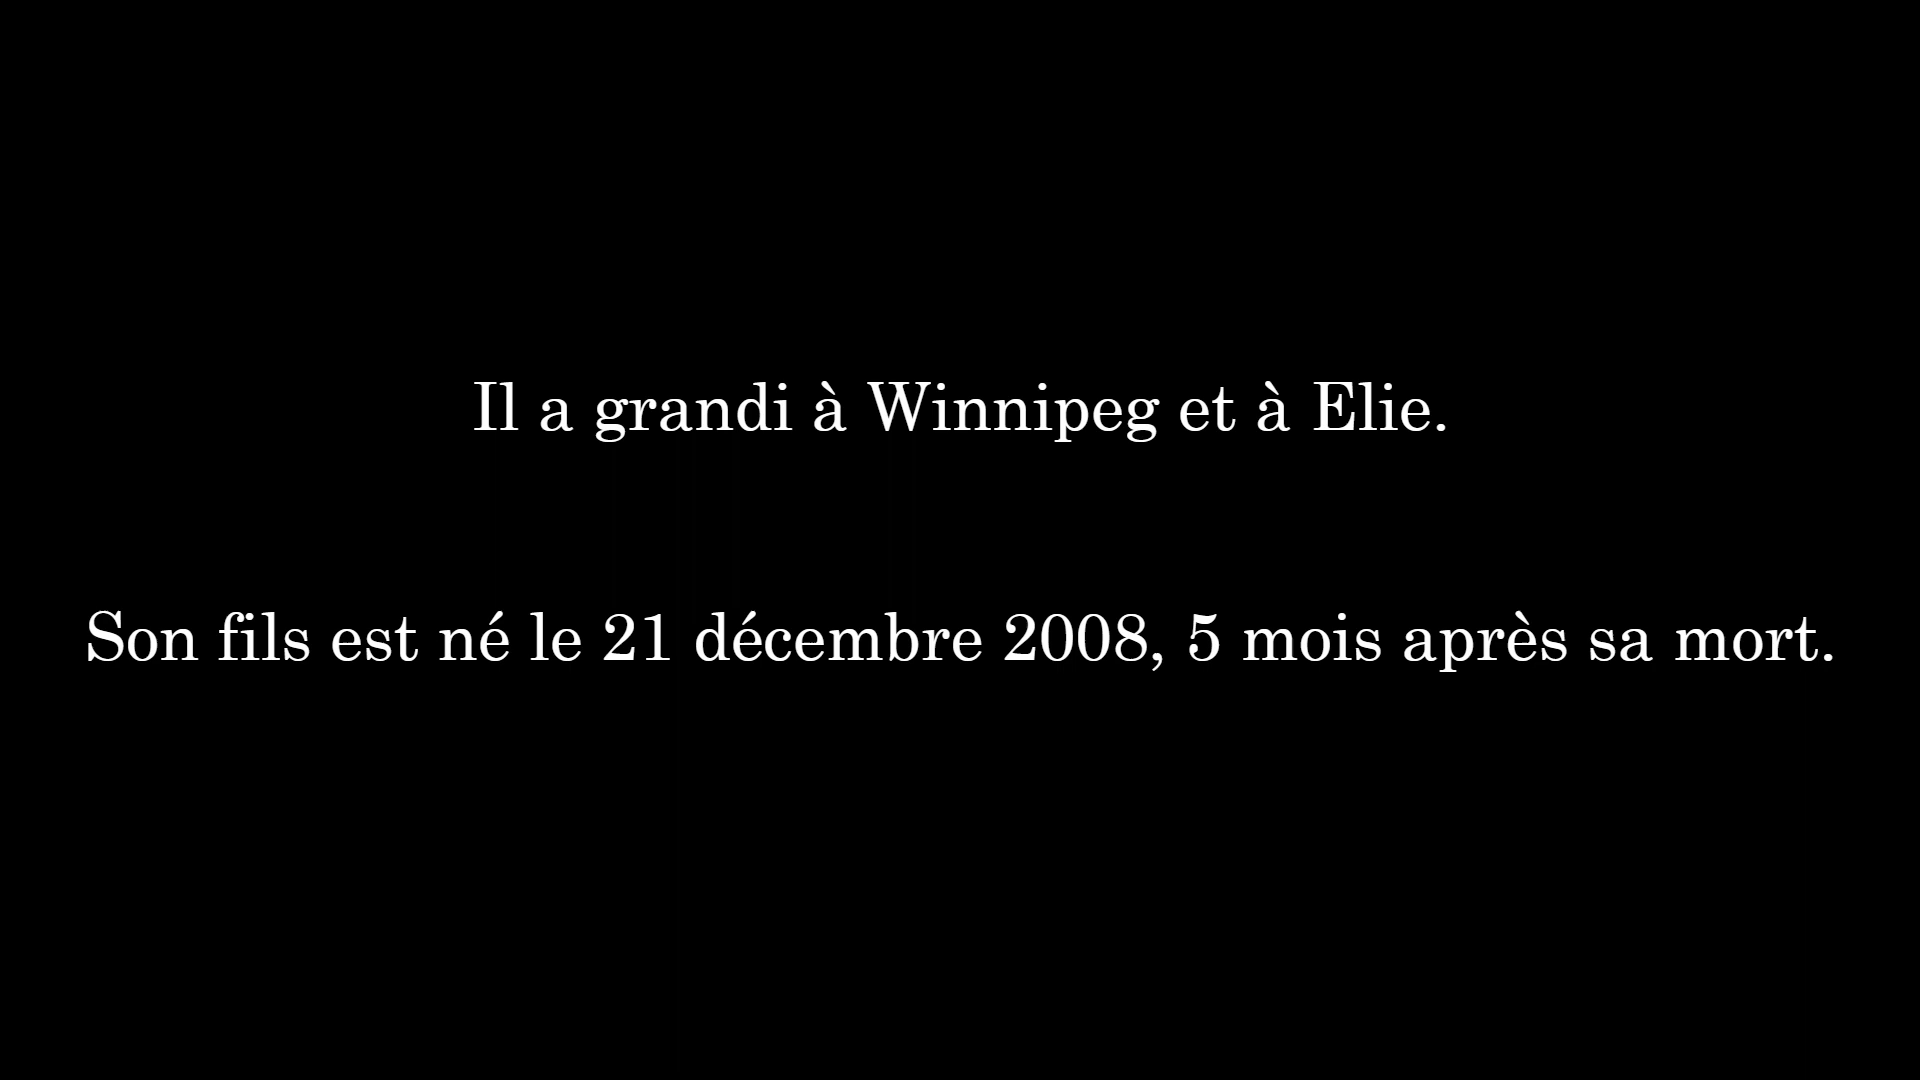 Il a grandi à Winnipeg et à Elie.
Son fils est né le 21 décembre 2008, 5 mois après sa mort.